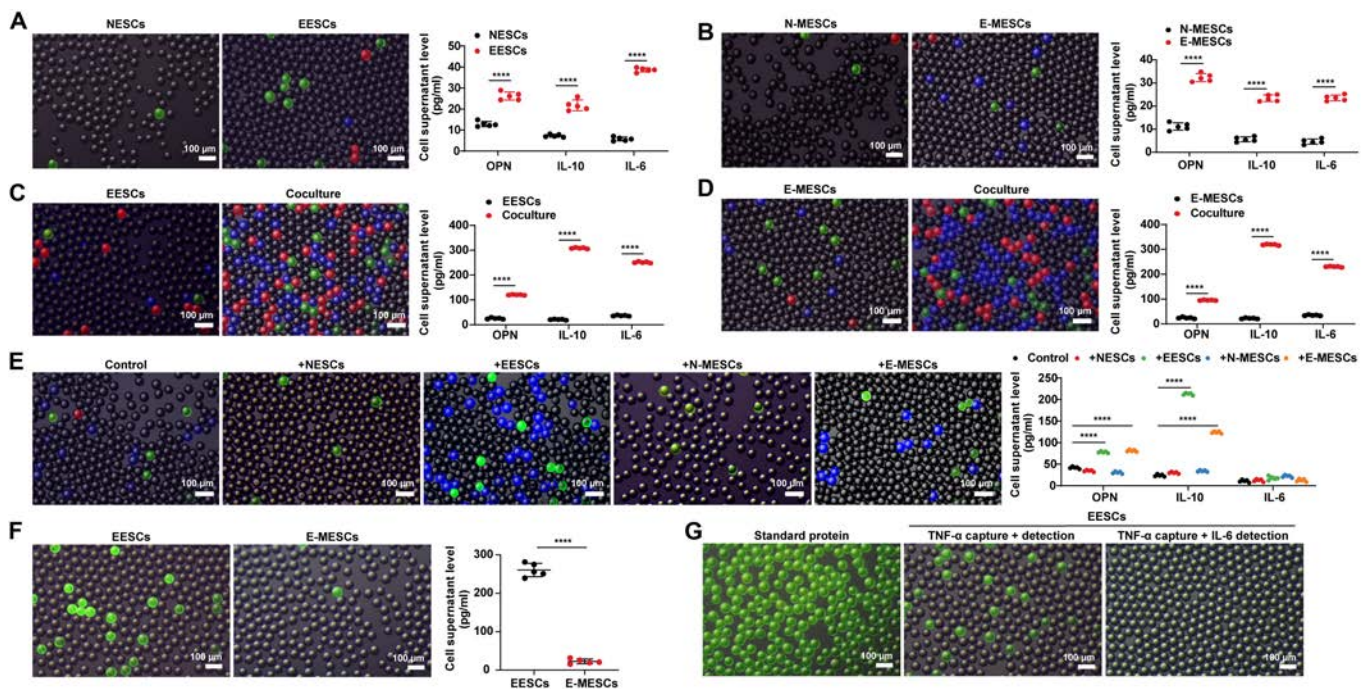 A
NESCs
EESCs
100 μm
100 μm
NESCs
EESCs
Cell supernatant level
(pg/ml)
40
30
20
10
0
****
****
****
OPN
IL-10
IL-6
B
N-MESCs
E-MESCs
100 μm
100 μm
N-MESCs
E-MESCs
Cell supernatant level
(pg/ml)
50
40
30
20
10
0
****
****
****
OPN
IL-10
IL-6
C
EESCs
Coculture
100 μm
100 μm
EESCs
Coculture
Cell supernatant level
(pg/ml)
400
300
200
100
0
****
****
****
OPN
IL-10
IL-6
D
E-MESCs
Coculture
100 μm
100 μm
E-MESCs
Coculture
Cell supernatant level
(pg/ml)
400
300
200
100
0
****
****
****
OPN
IL-10
IL-6
E
Control
+NESCs
+EESCs
+N-MESCs
+E-MESCs
100 μm
100 μm
100 μm
100 μm
100 μm
Control +NESCs +EESCs +N-MESCs +E-MESCs
Cell supernatant level
(pg/ml)
250
200
150
100
50
0
****
****
****
****
OPN
IL-10
IL-6
F
EESCs
E-MESCs
100 μm
100 μm
Cell supernatant level
(pg/ml)
300
200
100
0
****
EESCs
E-MESCs
G
EESCs
Standard protein
TNF-α capture + detection
TNF-α capture + IL-6 detection
100 μm
100 μm
100 μm